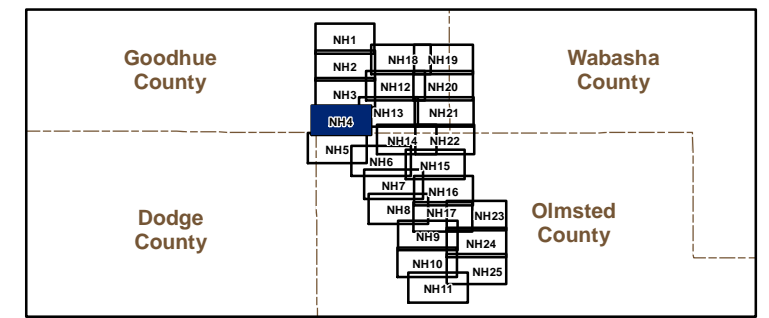 Goodhue
County
Wabasha
County
NH1
NH2
NH18
NH19
NH3
NH12
NH20
NH4
NH13
NH21
NH5
NH14
NH22
NH6
NH15
NH7
NH16
NH8
NH17
NH23
Dodge
County
Olmsted
County
NH9
NH24
NH10
NH25
NH11